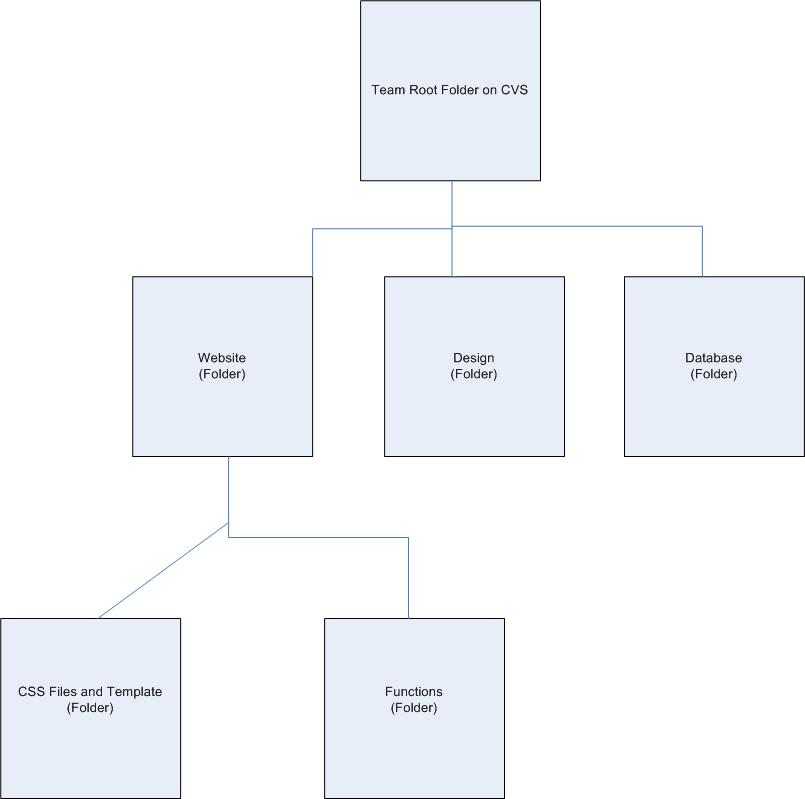 Team Root Folder on CVS
Website
(Folder)
Design
(Folder)
Database
(Folder)
CSS Files and Template
(Folder)
Functions
(Folder)